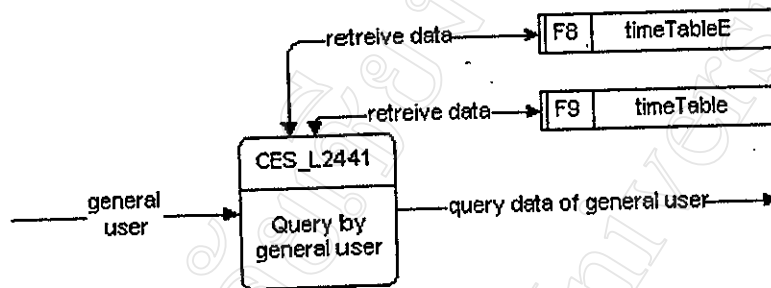 retreive data
F8 timeTableE
retreive data
F9 timeTable
CES_L2441
general
user
Query by
general user
query data of general user